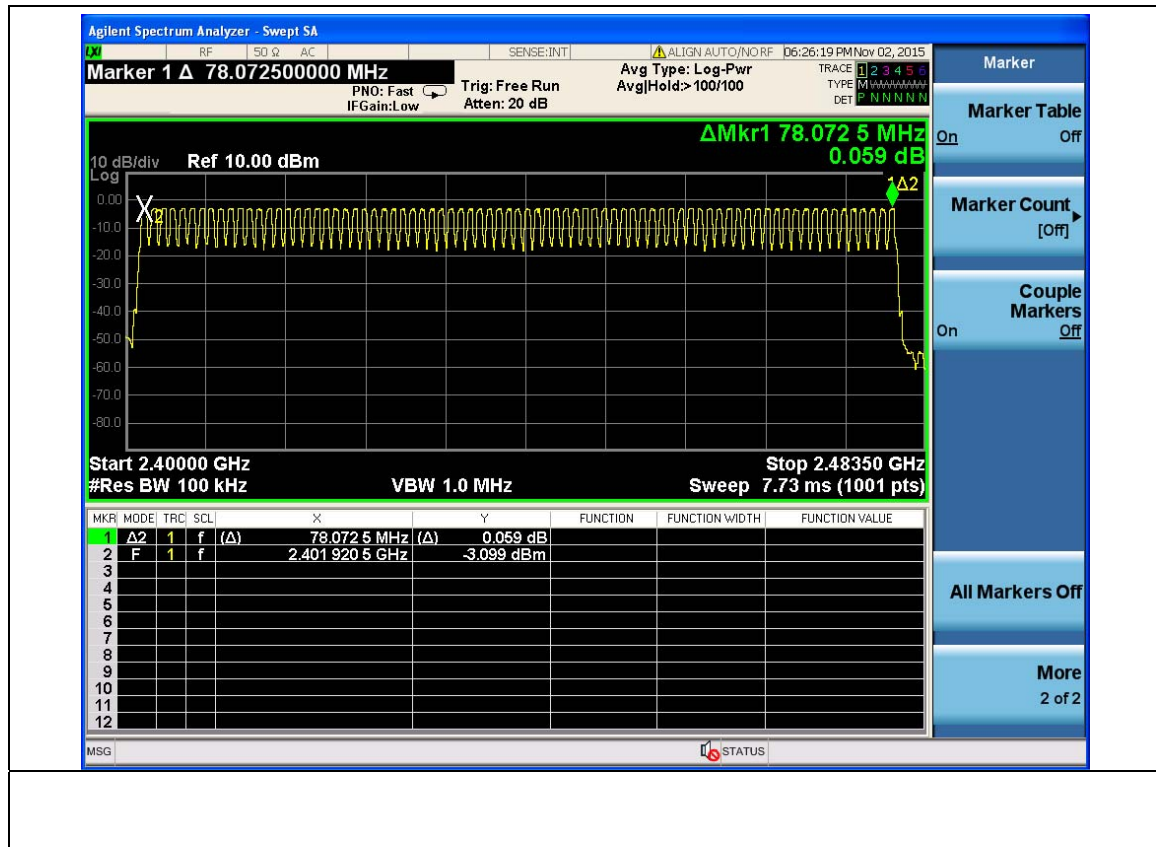 Agilent Spectrum Analyzer - Swept SA
LXI RF 50 Ω AC SENSE:INT ALIGN AUTO/NO RF 06:26:19 PM Nov 02, 2015
Marker 1 Δ 78.072500000 MHz
PNO: Fast
IFGain:Low
Trig: Free Run
Atten: 20 dB
Avg Type: Log-Pwr
Avg|Hold:> 100/100
TRACE 1 2 3 4 5 6
TYPE M WWWWW
DET P N N N N N
ΔMkr1 78.072 5 MHz
0.059 dB
10 dB/div Ref 10.00 dBm
Log
0.00
-10.0
-20.0
-30.0
-40.0
-50.0
-60.0
-70.0
-80.0
X2
1Δ2
Start 2.40000 GHz Stop 2.48350 GHz
#Res BW 100 kHz VBW 1.0 MHz Sweep 7.73 ms (1001 pts)
MKR MODE TRC SCL X Y FUNCTION FUNCTION WIDTH FUNCTION VALUE
1 Δ2 1 f (Δ) 78.072 5 MHz (Δ) 0.059 dB
2 F 1 f 2.401 920 5 GHz -3.099 dBm
3
4
5
6
7
8
9
10
11
12
MSG STATUS
Marker
Marker Table
On Off
Marker Count
[Off]
Couple
Markers
On Off
All Markers Off
More
2 of 2